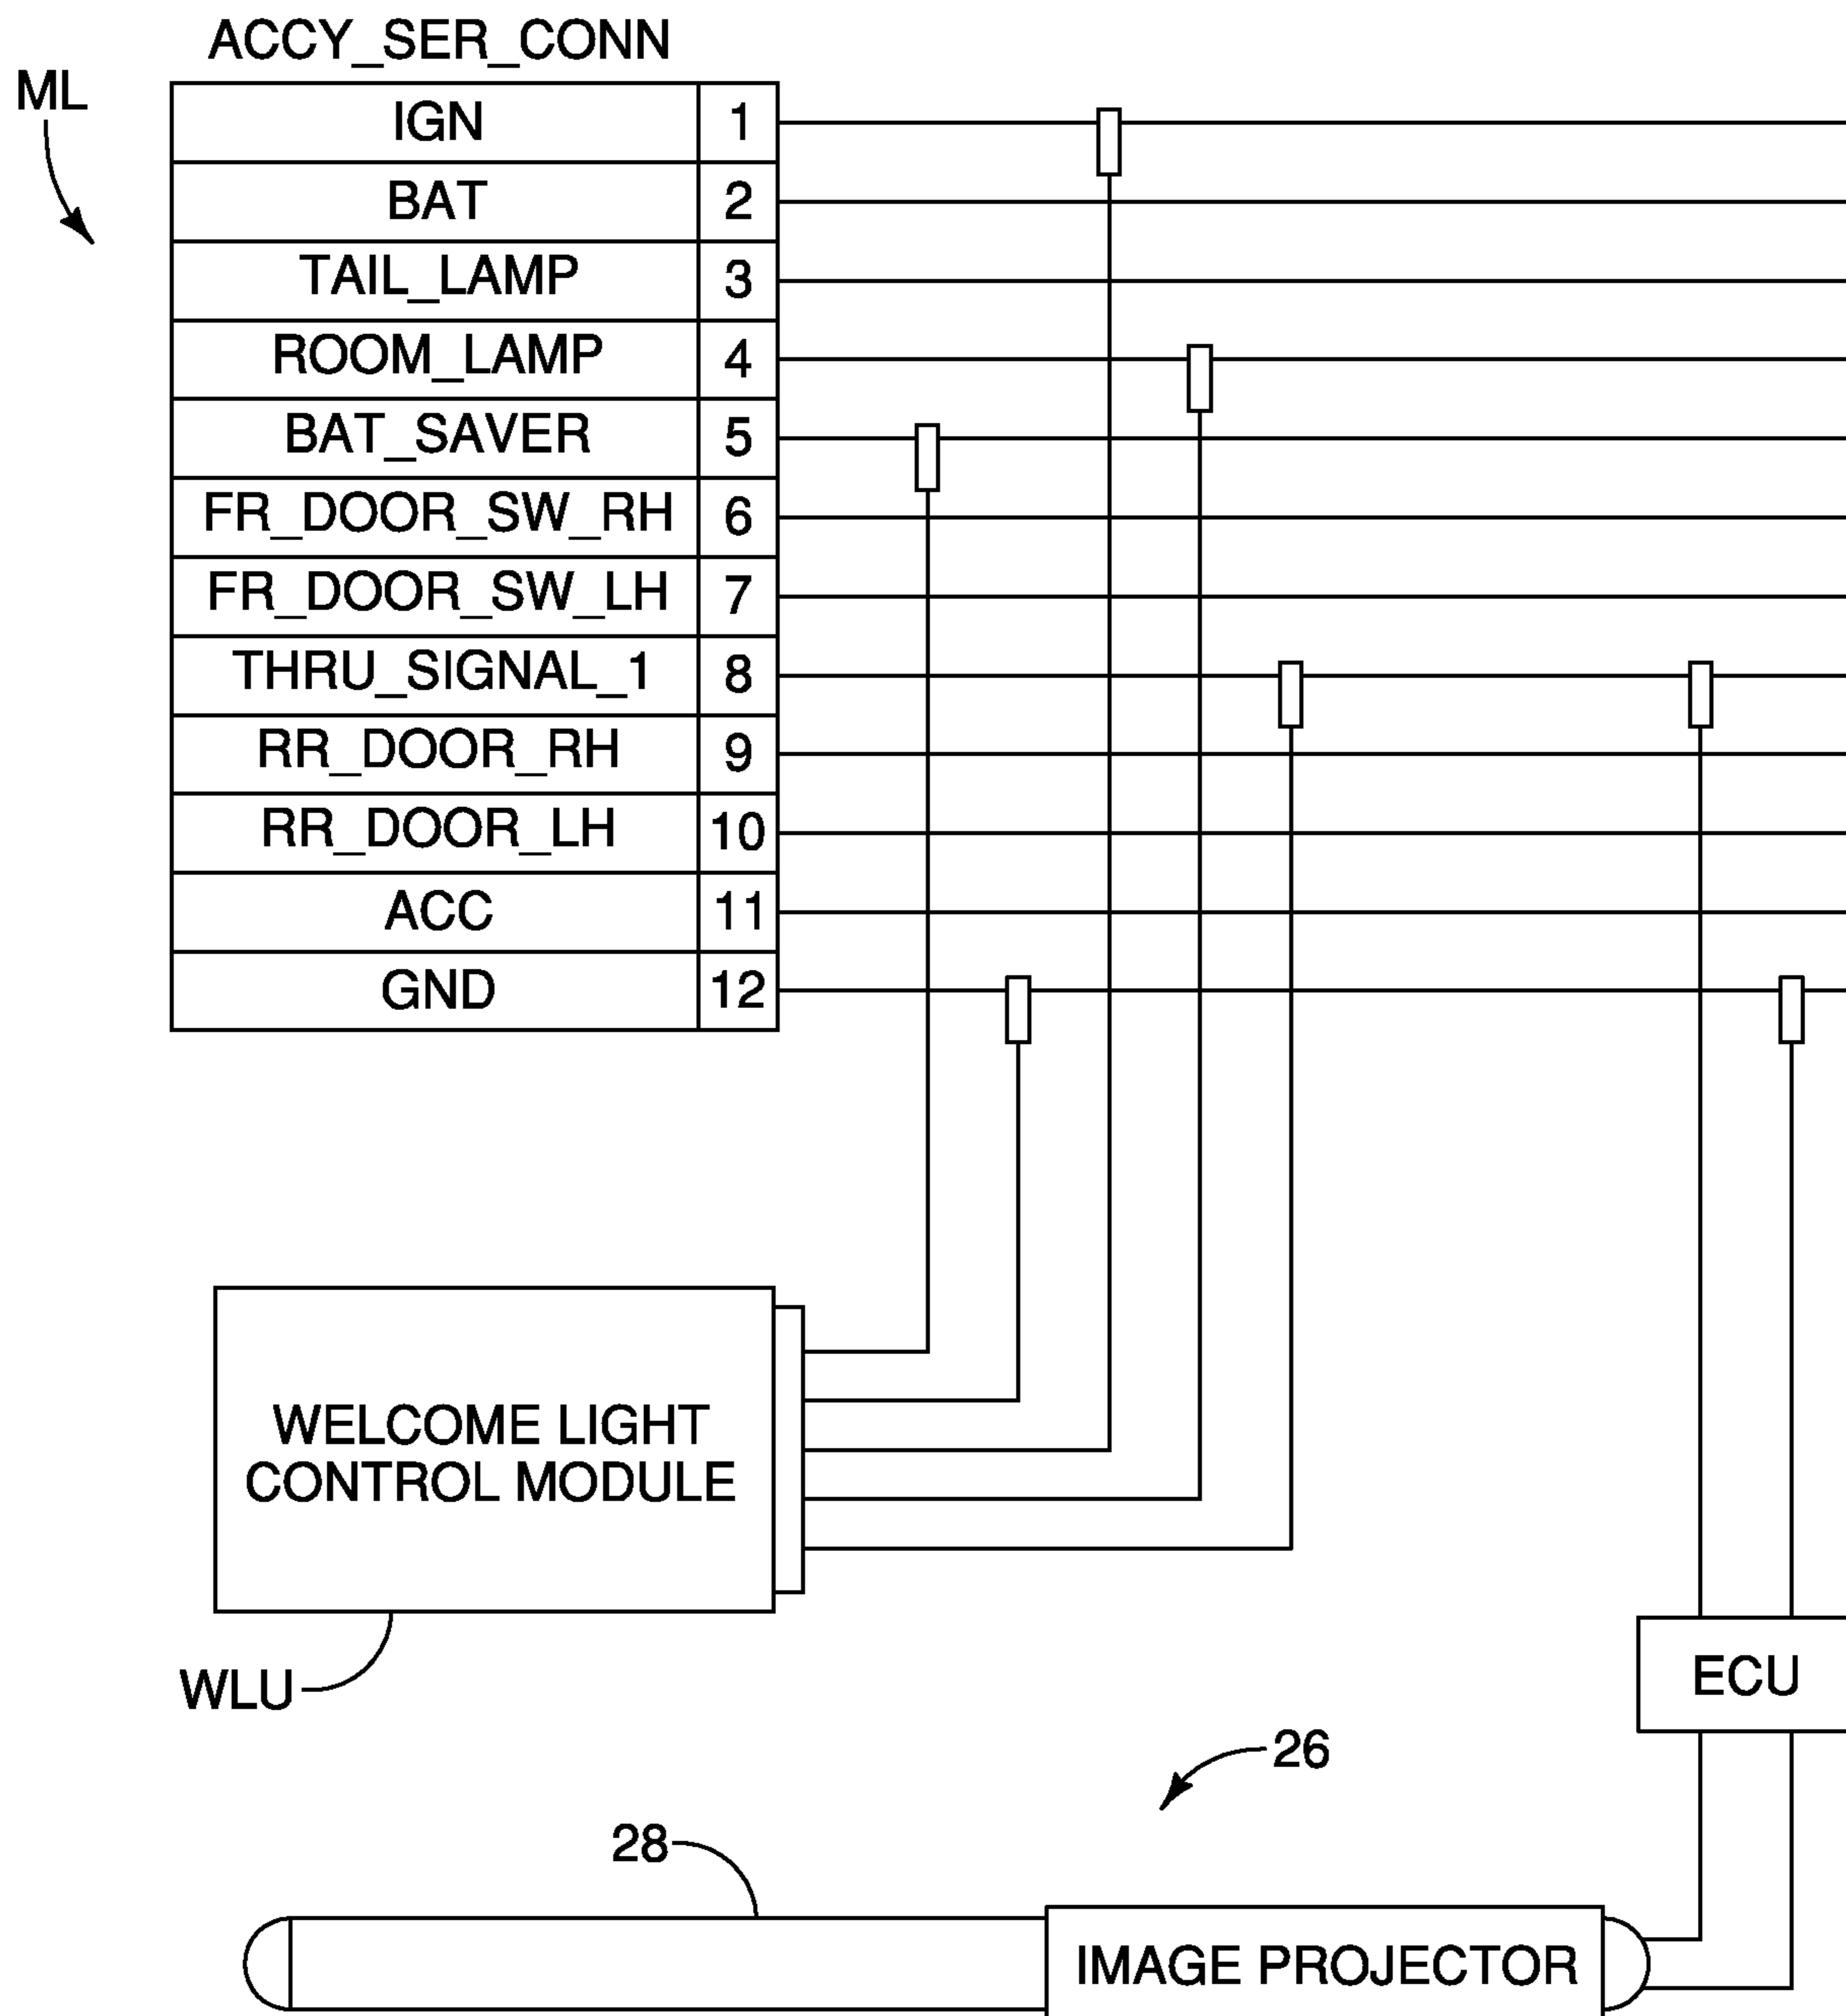 ACCY_SER_CONN
ML
IGN 1
BAT 2
TAIL_LAMP 3
ROOM_LAMP 4
BAT_SAVER 5
FR_DOOR_SW_RH 6
FR_DOOR_SW_LH 7
THRU_SIGNAL_1 8
RR_DOOR_RH 9
RR_DOOR_LH 10
ACC 11
GND 12
WELCOME LIGHT
CONTROL MODULE
WLU
ECU
26
28
IMAGE PROJECTOR